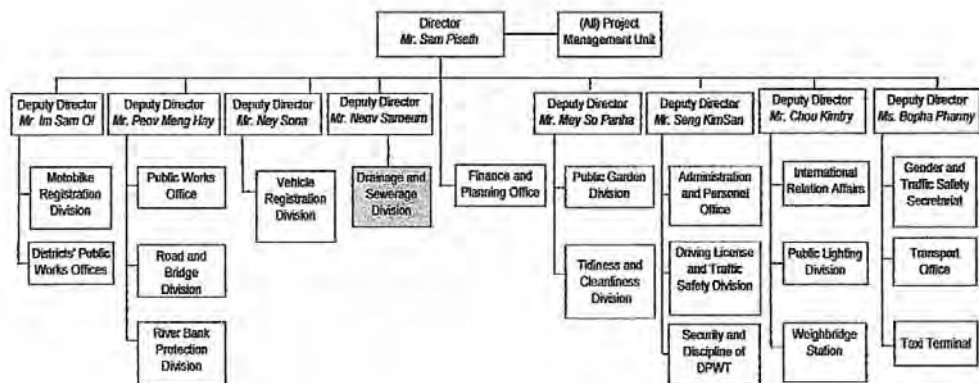 Director
Mr. Sam Piseth
(All) Project
Management Unit
Deputy Director
Mr. Im Sam Ol
Deputy Director
Mr. Peov Meng Hay
Deputy Director
Mr. Ney Sona
Deputy Director
Mr. Neav Saroeurn
Deputy Director
Mr. Mey So Panha
Deputy Director
Mr. Seng KimSan
Deputy Director
Mr. Chou Kimtry
Deputy Director
Ms. Bopha Phanny
Motobike
Registration
Division
Public Works
Office
Vehicle
Registration
Division
Drainage and
Sewerage
Division
Finance and
Planning Office
Public Garden
Division
Administration
and Personel
Office
International
Relation Affairs
Gender and
Traffic Safety
Secretariat
Districts' Public
Works Offices
Road and
Bridge
Division
Tidiness and
Cleanliness
Division
Driving License
and Traffic
Safety Division
Public Lighting
Division
Transport
Office
River Bank
Protection
Division
Security and
Discipline of
DPWT
Weighbridge
Station
Taxi Terminal